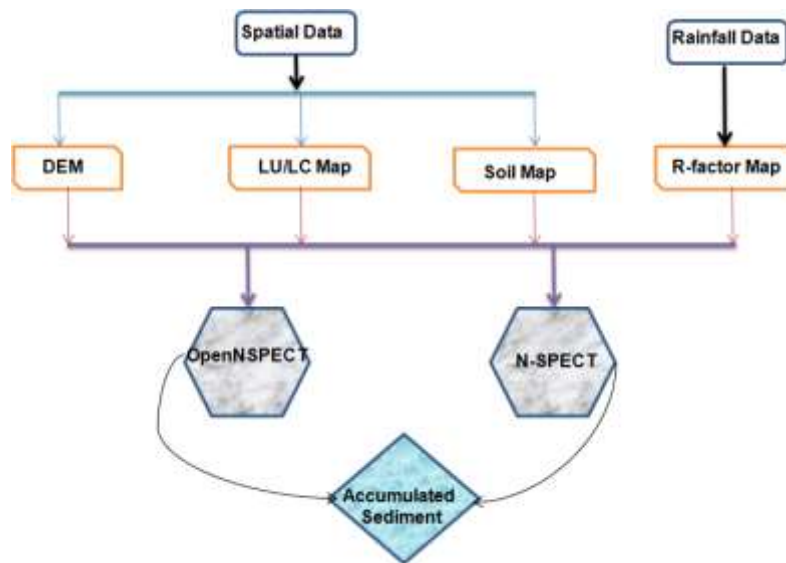 Spatial Data
Rainfall Data
DEM
LU/LC Map
Soil Map
R-factor Map
OpenNSPECT
N-SPECT
Accumulated
Sediment